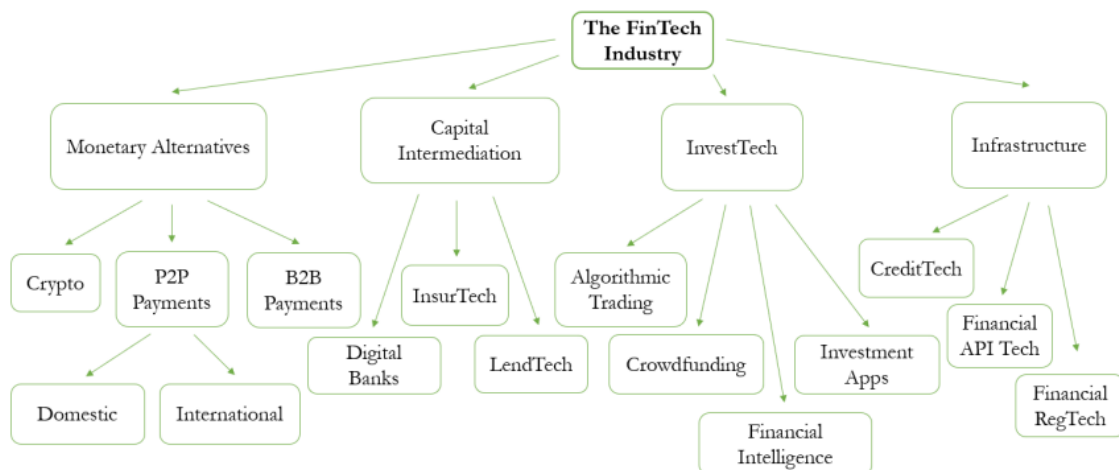 The FinTech
Industry
Monetary Alternatives
Capital
Intermediation
InvestTech
Infrastructure
Crypto
P2P
Payments
B2B
Payments
Domestic
International
Digital
Banks
InsurTech
LendTech
Algorithmic
Trading
Crowdfunding
Financial
Intelligence
Investment
Apps
CreditTech
Financial
API Tech
Financial
RegTech